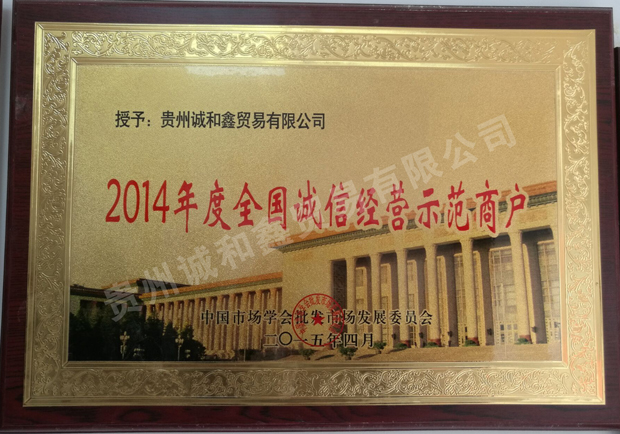 授予：贵州诚和鑫贸易有限公司
2014年度全国诚信经营示范商户
中国市场学会批发市场发展委员会
二〇一五年四月
贵州诚和鑫贸易有限公司